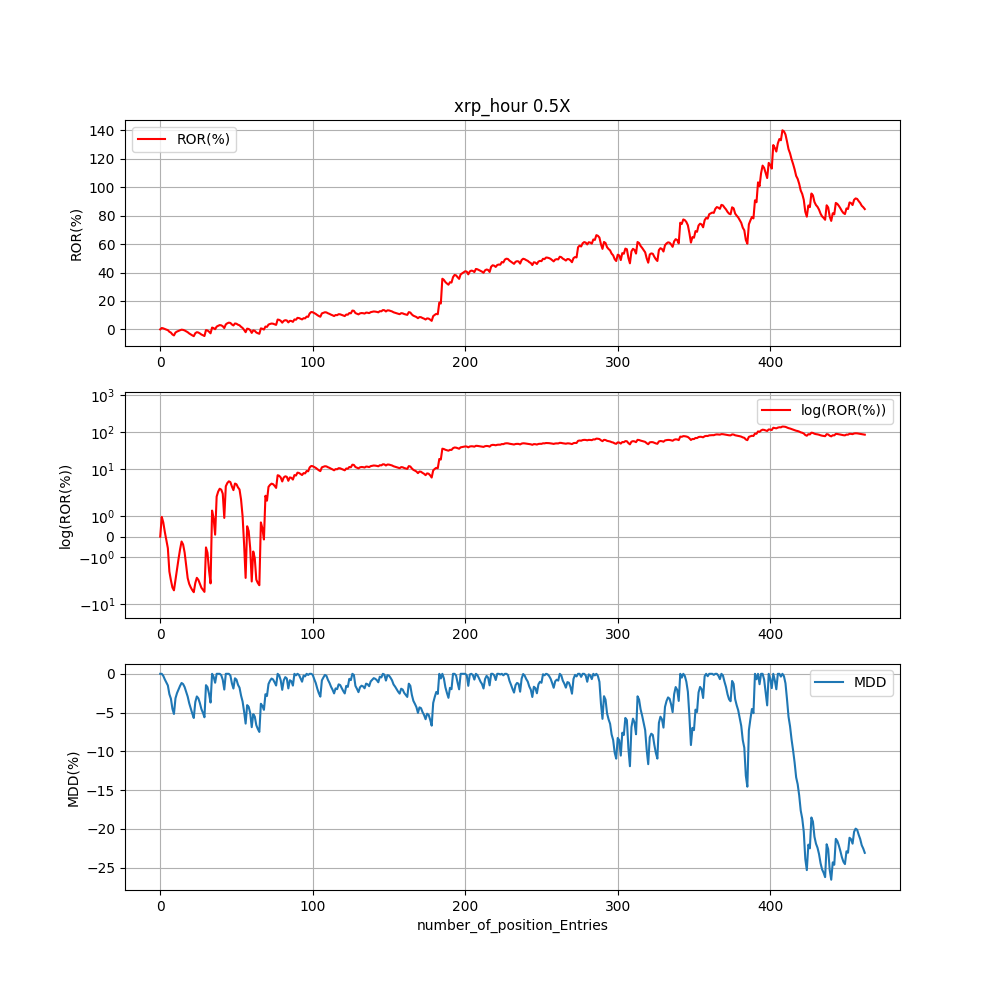 xrp_hour 0.5X
ROR(%)
ROR(%)
140
120
100
80
60
40
20
0
0 100 200 300 400
log(ROR(%))
log(ROR(%))
10³
10²
10¹
10⁰
0
−10⁰
−10¹
0 100 200 300 400
MDD
MDD(%)
0
−5
−10
−15
−20
−25
0 100 200 300 400
number_of_position_Entries